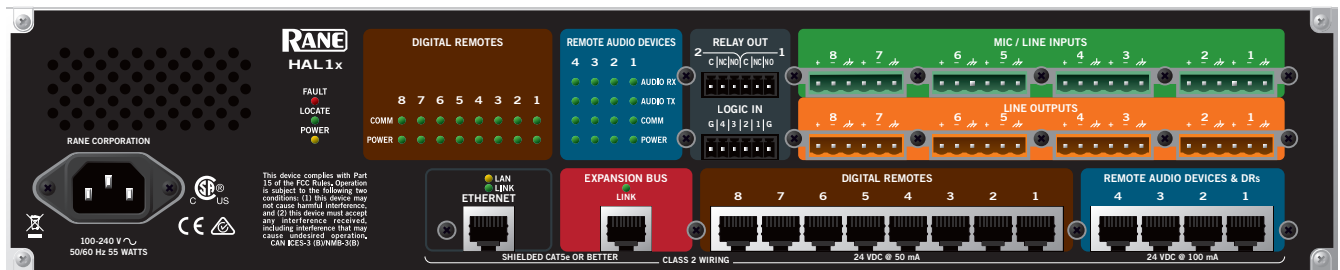 RANE
HAL1x
FAULT
LOCATE
POWER
RANE CORPORATION
100-240 V
50/60 Hz 55 WATTS
C US
®
This device complies with Part
15 of the FCC Rules. Operation
is subject to the following two
conditions: (1) this device may
not cause harmful interference,
and (2) this device must accept
any interference received,
including interference that may
cause undesired operation.
CAN ICES-3 (B)/NMB-3(B)
DIGITAL REMOTES
8 7 6 5 4 3 2 1
COMM
POWER
REMOTE AUDIO DEVICES
4 3 2 1
AUDIO RX
AUDIO TX
COMM
POWER
RELAY OUT
2 1
C|NC|NO|C|NC|NO
LOGIC IN
G|4|3|2|1|G
MIC / LINE INPUTS
8 7 6 5 4 3 2 1
+ − + − + − + − + − + − + − + −
LINE OUTPUTS
8 7 6 5 4 3 2 1
+ − + − + − + − + − + − + − + −
LAN
LINK
ETHERNET
EXPANSION BUS
LINK
DIGITAL REMOTES
8 7 6 5 4 3 2 1
REMOTE AUDIO DEVICES & DRs
4 3 2 1
SHIELDED CAT5e OR BETTER
CLASS 2 WIRING
24 VDC @ 50 mA
24 VDC @ 100 mA